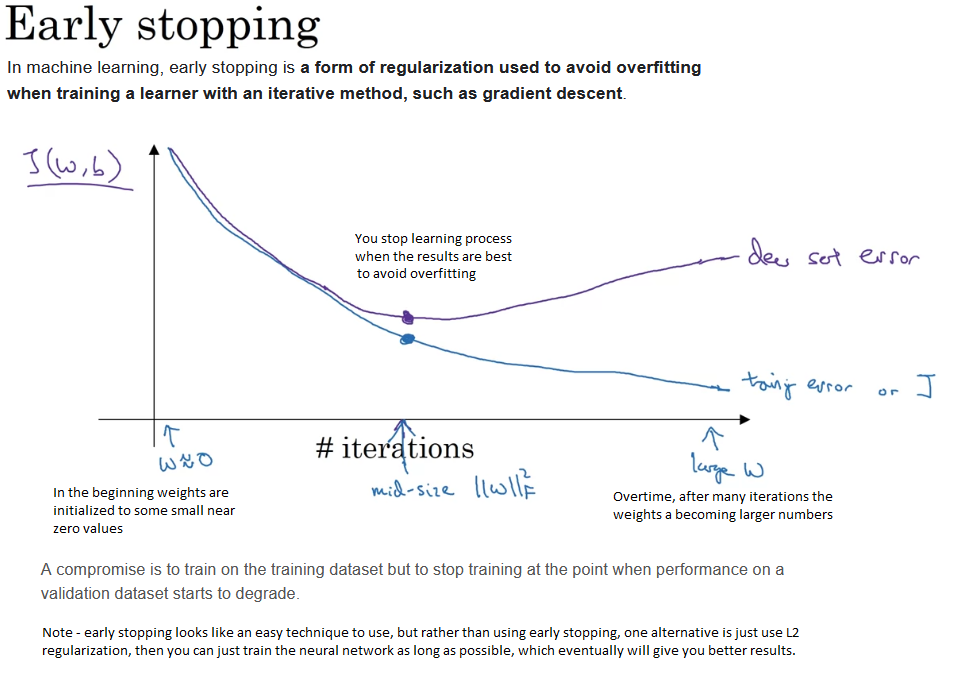 Early stopping
In machine learning, early stopping is a form of regularization used to avoid overfitting
when training a learner with an iterative method, such as gradient descent.
J(w,b)
You stop learning process
when the results are best
to avoid overfitting
dev set error
traing error or J
# iterations
w≈0
mid-size ||w||²F
large w
In the beginning weights are
initialized to some small near
zero values
Overtime, after many iterations the
weights a becoming larger numbers
A compromise is to train on the training dataset but to stop training at the point when performance on a
validation dataset starts to degrade.
Note - early stopping looks like an easy technique to use, but rather than using early stopping, one alternative is just use L2
regularization, then you can just train the neural network as long as possible, which eventually will give you better results.